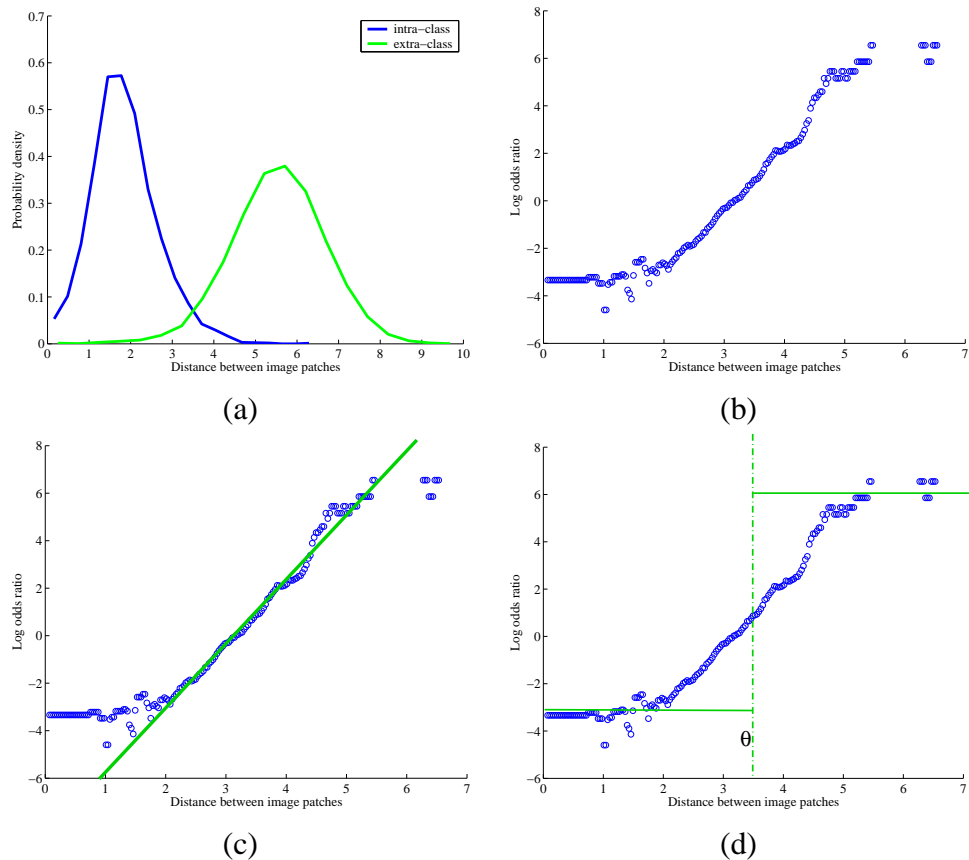 0.7
0.6
0.5
0.4
0.3
0.2
0.1
0
Probability density
intra−class
extra−class
0 1 2 3 4 5 6 7 8 9 10
Distance between image patches
(a)
8
6
4
2
0
−2
−4
−6
Log odds ratio
0 1 2 3 4 5 6 7
Distance between image patches
(b)
8
6
4
2
0
−2
−4
−6
Log odds ratio
0 1 2 3 4 5 6 7
Distance between image patches
(c)
8
6
4
2
0
−2
−4
−6
Log odds ratio
θ
0 1 2 3 4 5 6 7
Distance between image patches
(d)